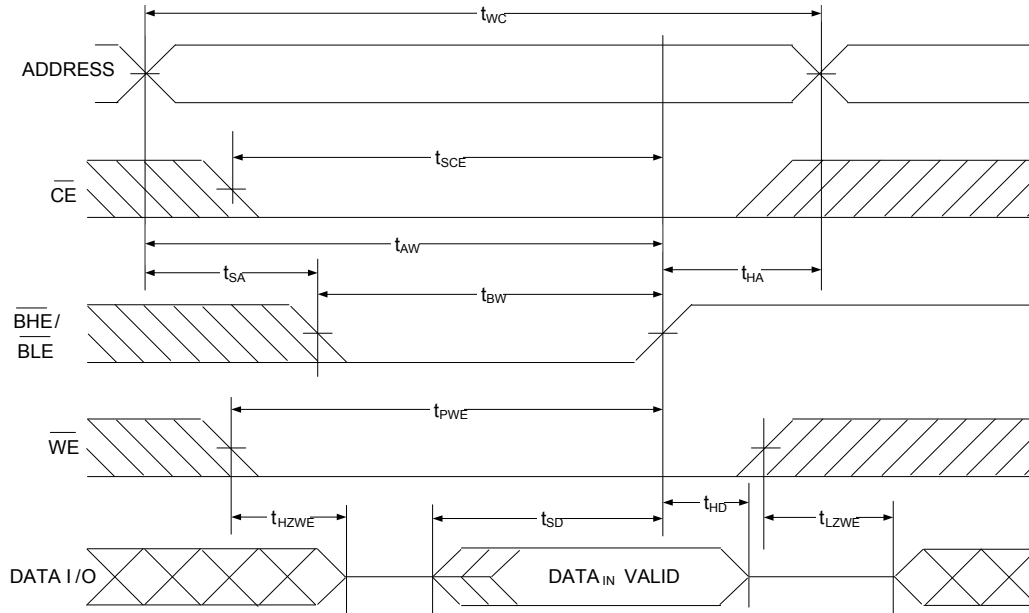 tWC
ADDRESS
tSCE
CE
tAW
tSA
tHA
tBW
BHE/
BLE
tPWE
WE
tHD
tHZWE
tSD
tLZWE
DATA I/O
DATAIN VALID